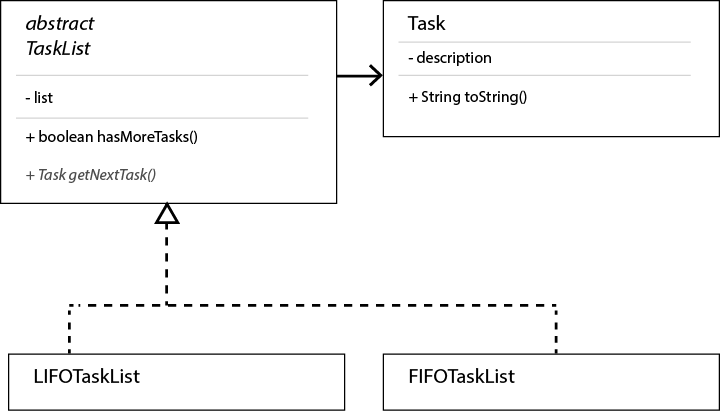 abstract
TaskList
- list
+ boolean hasMoreTasks()
+ Task getNextTask()
Task
- description
+ String toString()
LIFOTaskList
FIFOTaskList